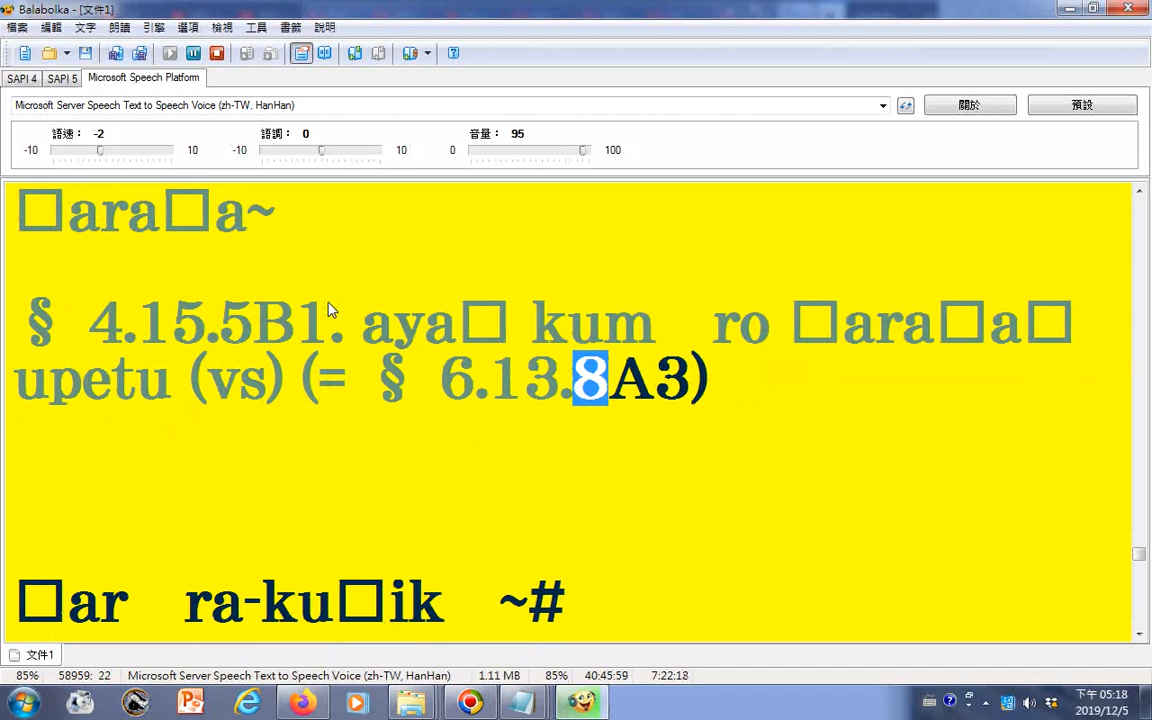 Balabolka - [文件1]
檔案 編輯 文字 朗讀 引擎 選項 檢視 工具 書籤 說明
SAPI 4 SAPI 5 Microsoft Speech Platform
Microsoft Server Speech Text to Speech Voice (zh-TW, HanHan) 關於 預設
語速： -2 語調： 0 音量： 95
-10 10 -10 10 0 100
□ara□a~
§ 4.15.5B1. aya□ kum ro □ara□a□
upetu (vs) (= § 6.13.8A3)
□ar ra-ku□ik ~#
文件1
85% 58959: 22 Microsoft Server Speech Text to Speech Voice (zh-TW, HanHan) 1.11 MB 85% 40:45:59 7:22:18
下午 05:18
2019/12/5